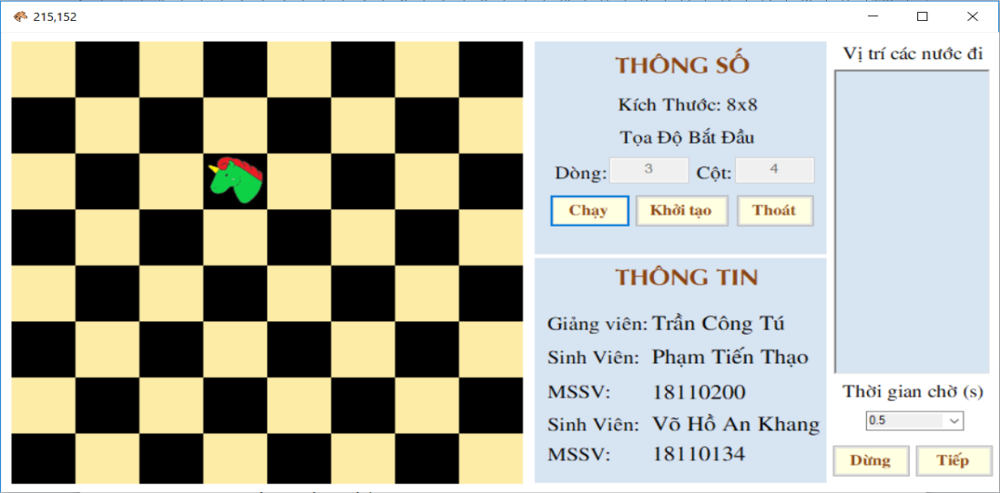 215,152
THÔNG SỐ
Kích Thước: 8x8
Tọa Độ Bắt Đầu
Dòng: 3 Cột: 4
Chạy Khởi tạo Thoát
THÔNG TIN
Giảng viên: Trần Công Tú
Sinh Viên: Phạm Tiến Thạo
MSSV: 18110200
Sinh Viên: Võ Hồ An Khang
MSSV: 18110134
Vị trí các nước đi
Thời gian chờ (s)
0.5
Dừng Tiếp